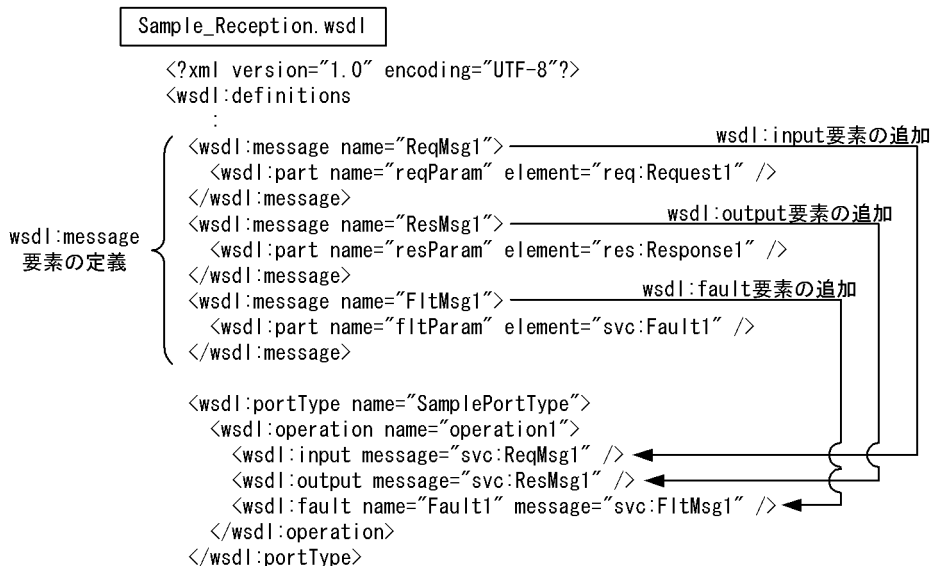 Sample_Reception.wsdl
<?xml version="1.0" encoding="UTF-8"?>
<wsdl:definitions
:
<wsdl:message name="ReqMsg1">
wsdl:input要素の追加
<wsdl:part name="reqParam" element="req:Request1" />
</wsdl:message>
<wsdl:message name="ResMsg1">
wsdl:output要素の追加
<wsdl:part name="resParam" element="res:Response1" />
</wsdl:message>
<wsdl:message name="FltMsg1">
wsdl:fault要素の追加
<wsdl:part name="fltParam" element="svc:Fault1" />
</wsdl:message>
wsdl:message
要素の定義
<wsdl:portType name="SamplePortType">
<wsdl:operation name="operation1">
<wsdl:input message="svc:ReqMsg1" />
<wsdl:output message="svc:ResMsg1" />
<wsdl:fault name="Fault1" message="svc:FltMsg1" />
</wsdl:operation>
</wsdl:portType>